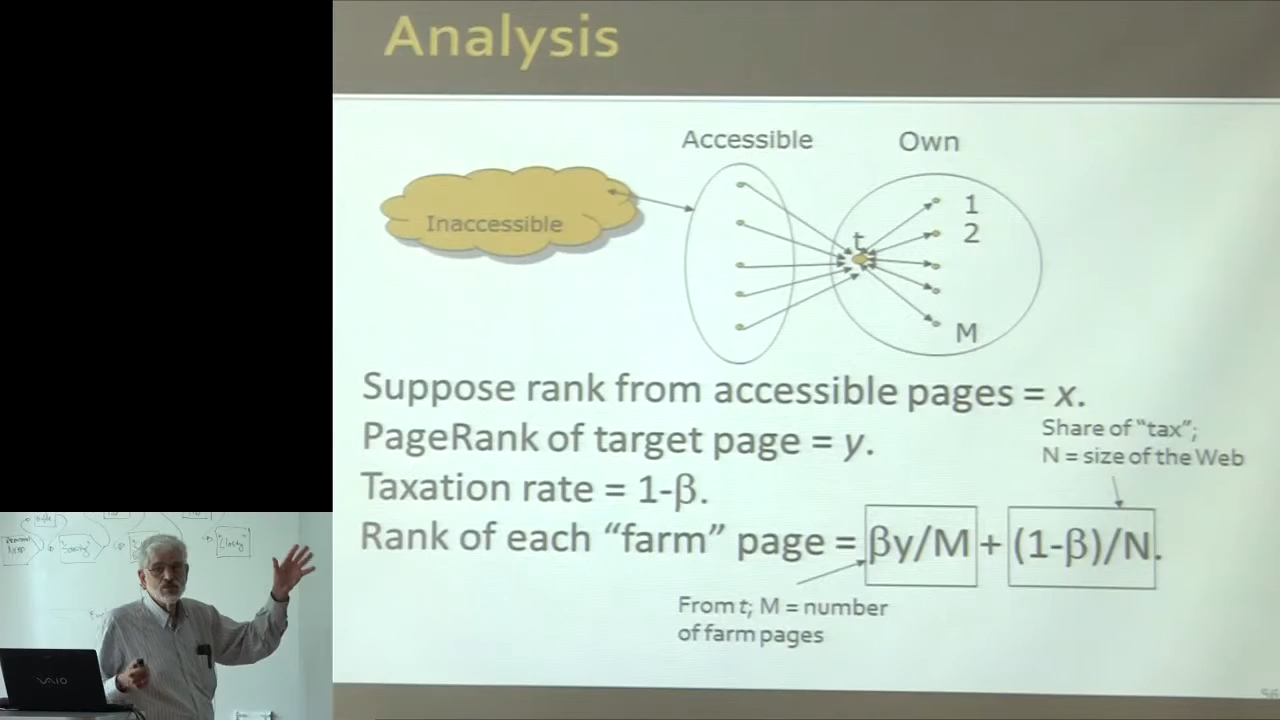 Analysis
Accessible
Own
Inaccessible
t
1
2
M
Suppose rank from accessible pages = x.
PageRank of target page = y.
Share of "tax";
N = size of the Web
Taxation rate = 1-β.
Rank of each "farm" page = βy/M + (1-β)/N.
From t; M = number
of farm pages
VAIO